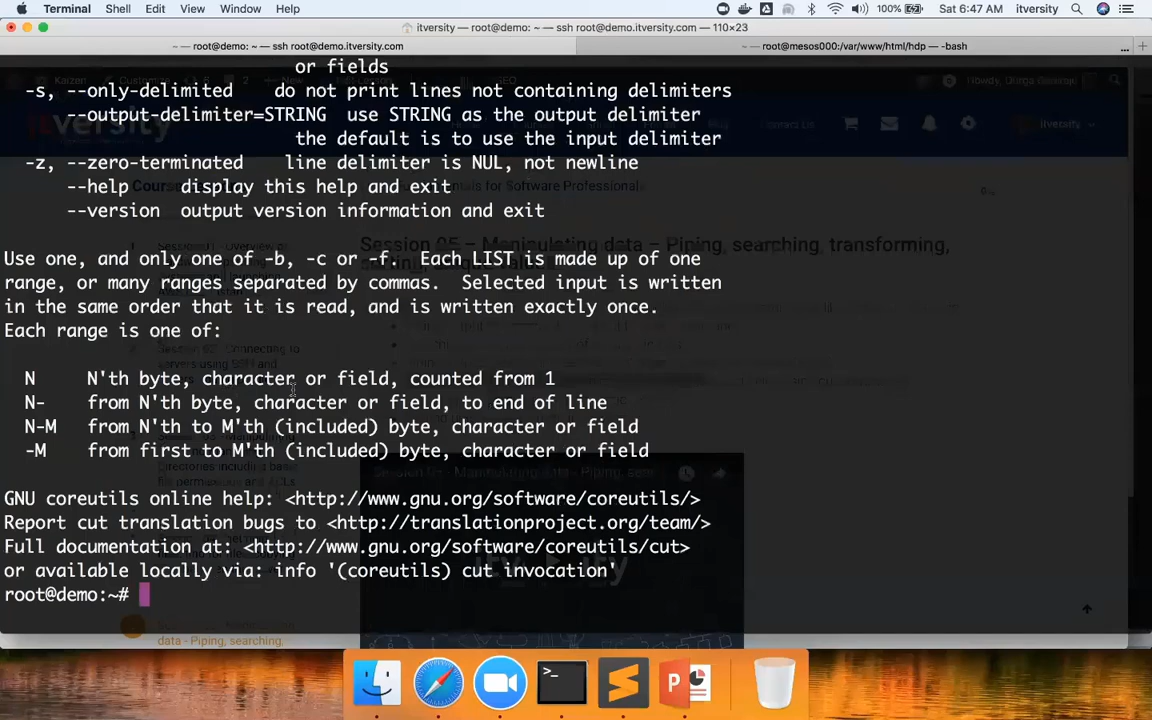 Terminal Shell Edit View Window Help 100% Sat 6:47 AM itversity
itversity — root@demo: ~ — ssh root@demo.itversity.com — 110×23
~ — root@demo: ~ — ssh root@demo.itversity.com
~ — root@mesos000:/var/www/html/hdp — -bash
...
or fields
-s, --only-delimited do not print lines not containing delimiters
--output-delimiter=STRING use STRING as the output delimiter
the default is to use the input delimiter
-z, --zero-terminated line delimiter is NUL, not newline
--help display this help and exit
--version output version information and exit
Use one, and only one of -b, -c or -f. Each LIST is made up of one
range, or many ranges separated by commas. Selected input is written
in the same order that it is read, and is written exactly once.
Each range is one of:
N N'th byte, character or field, counted from 1
N- from N'th byte, character or field, to end of line
N-M from N'th to M'th (included) byte, character or field
-M from first to M'th (included) byte, character or field
GNU coreutils online help: <http://www.gnu.org/software/coreutils/>
Report cut translation bugs to <http://translationproject.org/team/>
Full documentation at: <http://www.gnu.org/software/coreutils/cut>
or available locally via: info '(coreutils) cut invocation'
root@demo:~#
Session 05 – Manipulating data – Piping, searching, transforming,
data - Piping, searching,